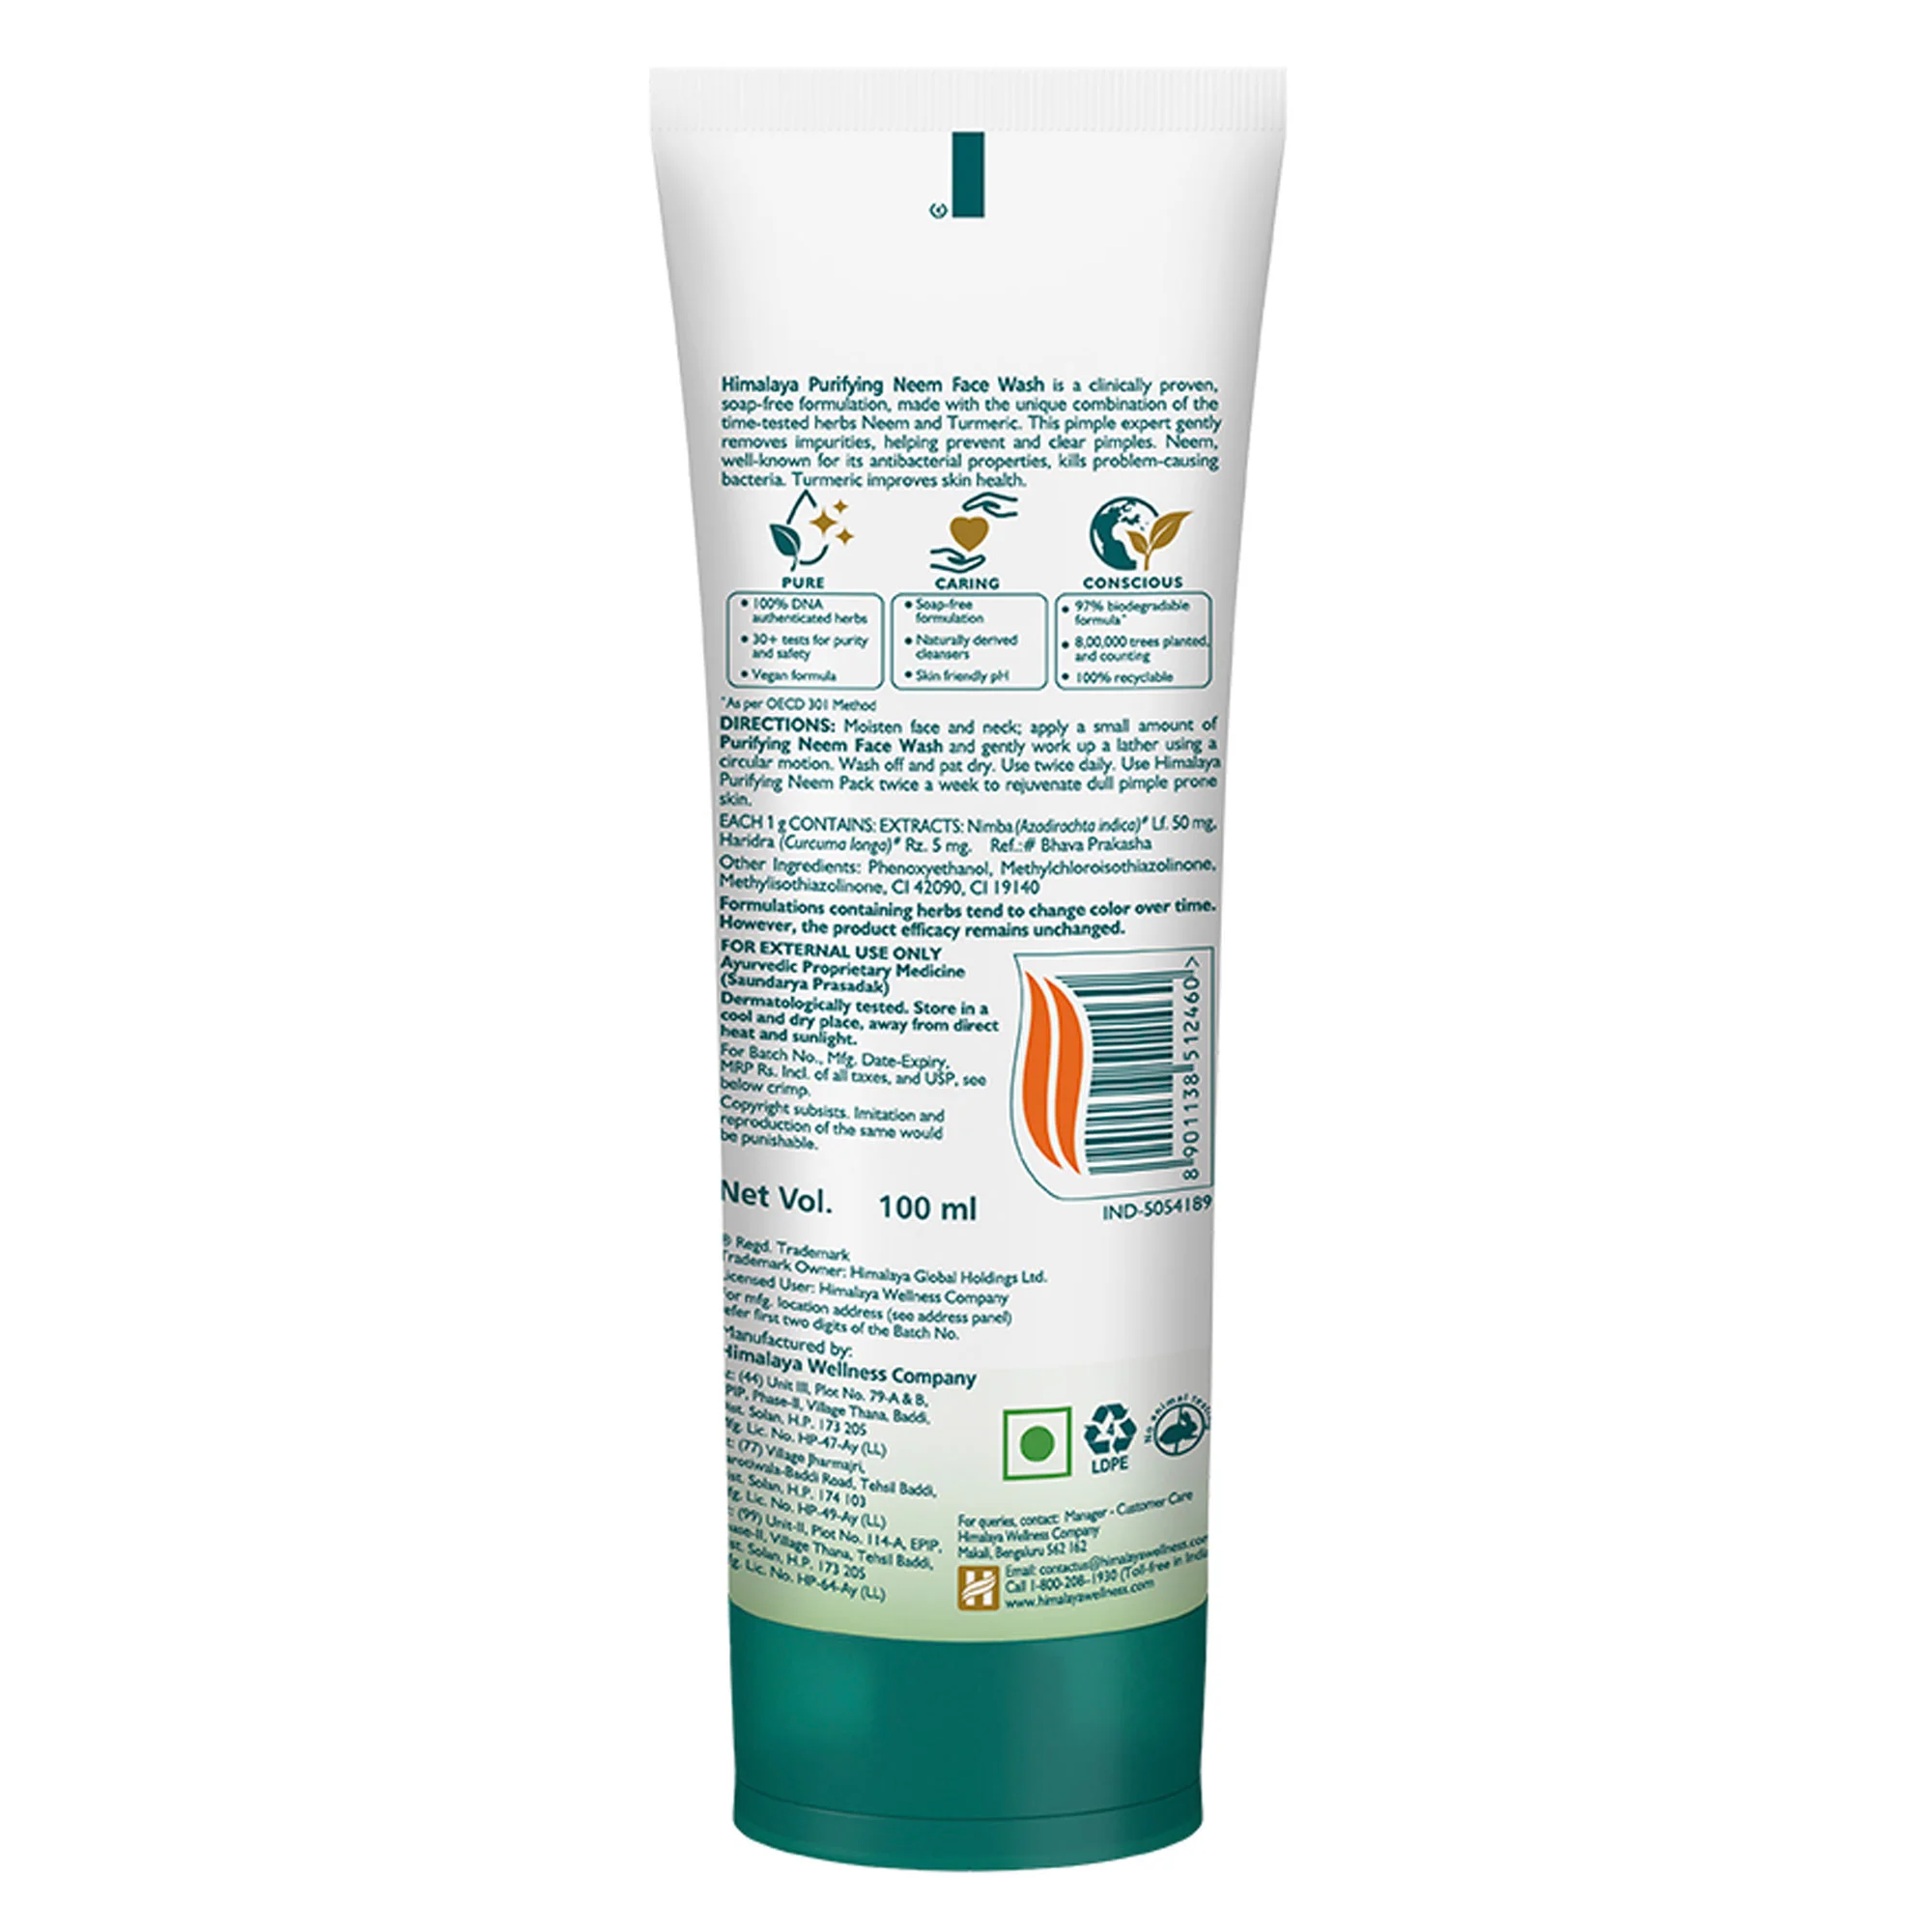 Himalaya Purifying Neem Face Wash is a clinically proven,
soap-free formulation, made with the unique combination of the
time-tested herbs Neem and Turmeric. This pimple expert gently
removes impurities, helping prevent and clear pimples. Neem,
well-known for its antibacterial properties, kills problem-causing
bacteria. Turmeric improves skin health.
PURE
• 100% DNA
authenticated herbs
• 30+ tests for purity
and safety
• Vegan formula
CARING
• Soap-free
formulation
• Naturally derived
cleansers
• Skin friendly pH
CONSCIOUS
• 97% biodegradable
formula*
• 8,00,000 trees planted,
and counting
• 100% recyclable
*As per OECD 301 Method
DIRECTIONS: Moisten face and neck; apply a small amount of
Purifying Neem Face Wash and gently work up a lather using a
circular motion. Wash off and pat dry. Use twice daily. Use Himalaya
Purifying Neem Pack twice a week to rejuvenate dull pimple prone
skin.
EACH 1 g CONTAINS: EXTRACTS: Nimba (Azadirachta indica)# Lf. 50 mg,
Haridra (Curcuma longa)# Rz. 5 mg. Ref.:# Bhava Prakasha
Other Ingredients: Phenoxyethanol, Methylchloroisothiazolinone,
Methylisothiazolinone, CI 42090, CI 19140
Formulations containing herbs tend to change color over time.
However, the product efficacy remains unchanged.
FOR EXTERNAL USE ONLY
Ayurvedic Proprietary Medicine
(Saundarya Prasadak)
Dermatologically tested. Store in a
cool and dry place, away from direct
heat and sunlight.
For Batch No., Mfg. Date-Expiry,
MRP Rs. Incl. of all taxes, and USP, see
below crimp.
Copyright subsists. Imitation and
reproduction of the same would
be punishable.
8 901138 512460 >
IND-5054189
Net Vol. 100 ml
® Regd. Trademark
Trademark Owner: Himalaya Global Holdings Ltd.
Licensed User: Himalaya Wellness Company
For mfg. location address (see address panel)
refer first two digits of the Batch No.
Manufactured by:
Himalaya Wellness Company
(44) Unit III, Plot No. 79-A & B,
EPIP, Phase-II, Village Thana, Baddi,
Solan, H.P. 173 205
Lic. No. HP-47-Ay (LL)
(77) Village Jharmajri,
Road, Tehsil Baddi,
Solan, H.P. 174 103
Lic. No. HP-49-Ay (LL)
(99) Unit-II, Plot No. 114-A, EPIP,
Village Thana, Tehsil Baddi,
Solan, H.P. 173 205
Lic. No. HP-64-Ay (LL)
4
LDPE
No animal testing
For queries, contact: Manager - Customer Care
Himalaya Wellness Company
Makali, Bengaluru 562 162
Email: contactus@himalayawellness.com
Call 1-800-208-1930 (Toll-free in India
www.himalayawellness.com
H